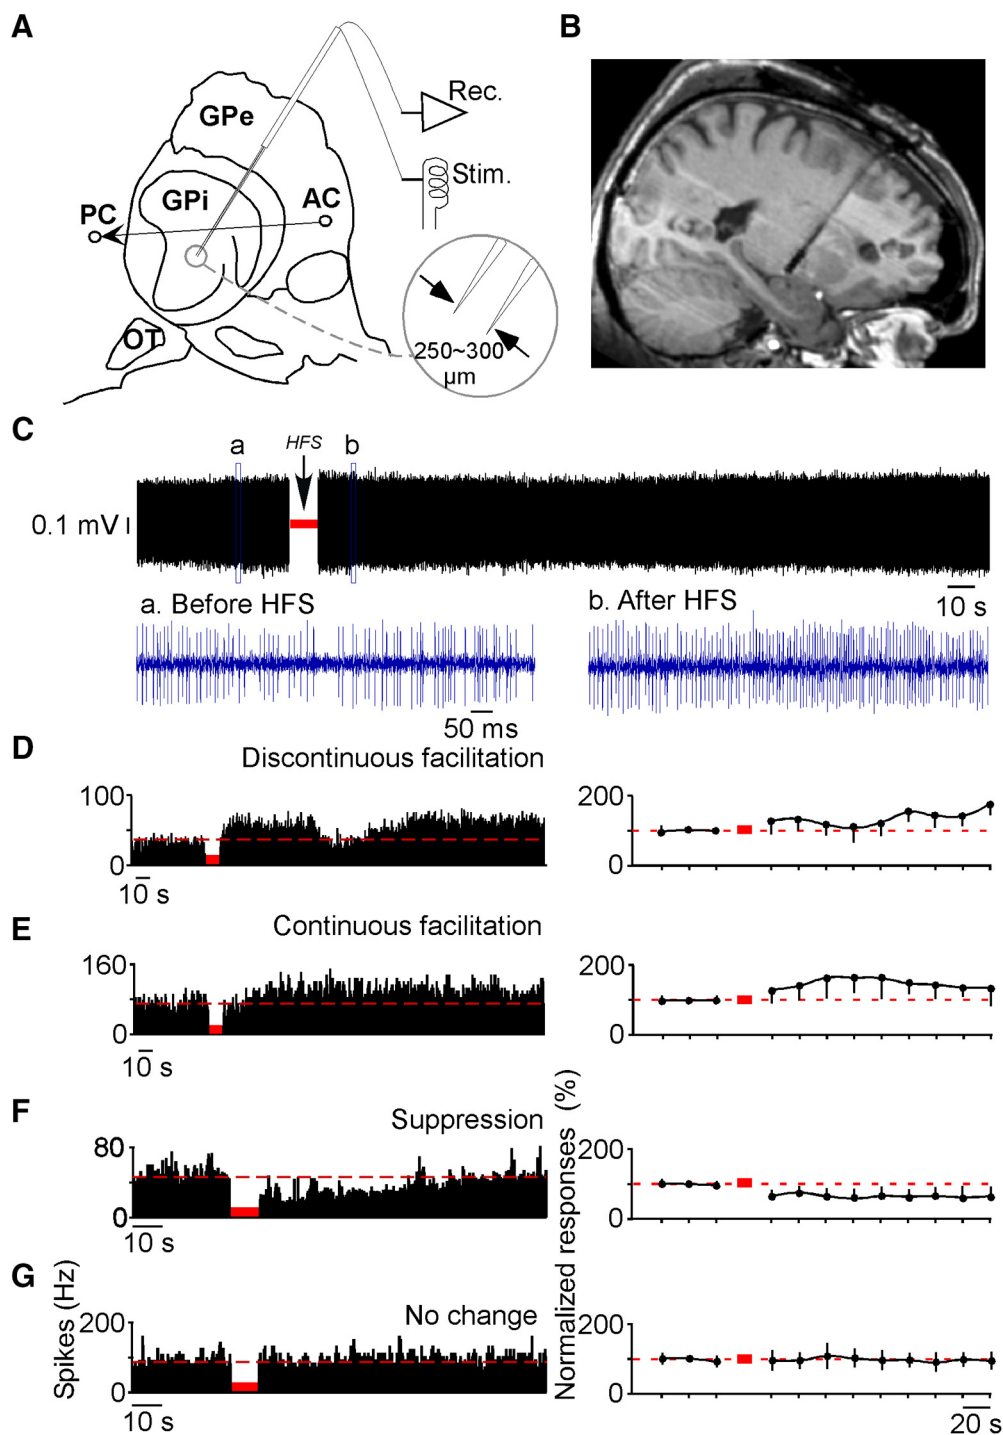 A
B
GPe
Rec.
Stim.
GPi
AC
PC
OT
250~300
µm
C
a
HFS
b
0.1 mV
10 s
a. Before HFS
b. After HFS
50 ms
D
Discontinuous facilitation
100
0
10 s
200
0
E
Continuous facilitation
160
0
10 s
200
0
F
Suppression
80
0
10 s
200
0
G
No change
200
0
10 s
200
0
20 s
Spikes (Hz)
Normalized responses (%)